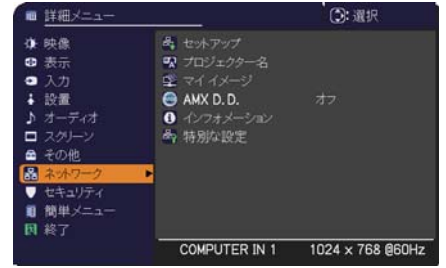 詳細メニュー :選択
映像
表示
入力
設置
オーディオ
スクリーン
その他
ネットワーク
セキュリティ
簡単メニュー
終了
セットアップ
プロジェクター名
マイ イメージ
AMX D. D. オフ
インフォメーション
特別な設定
COMPUTER IN 1 1024 × 768 @60Hz